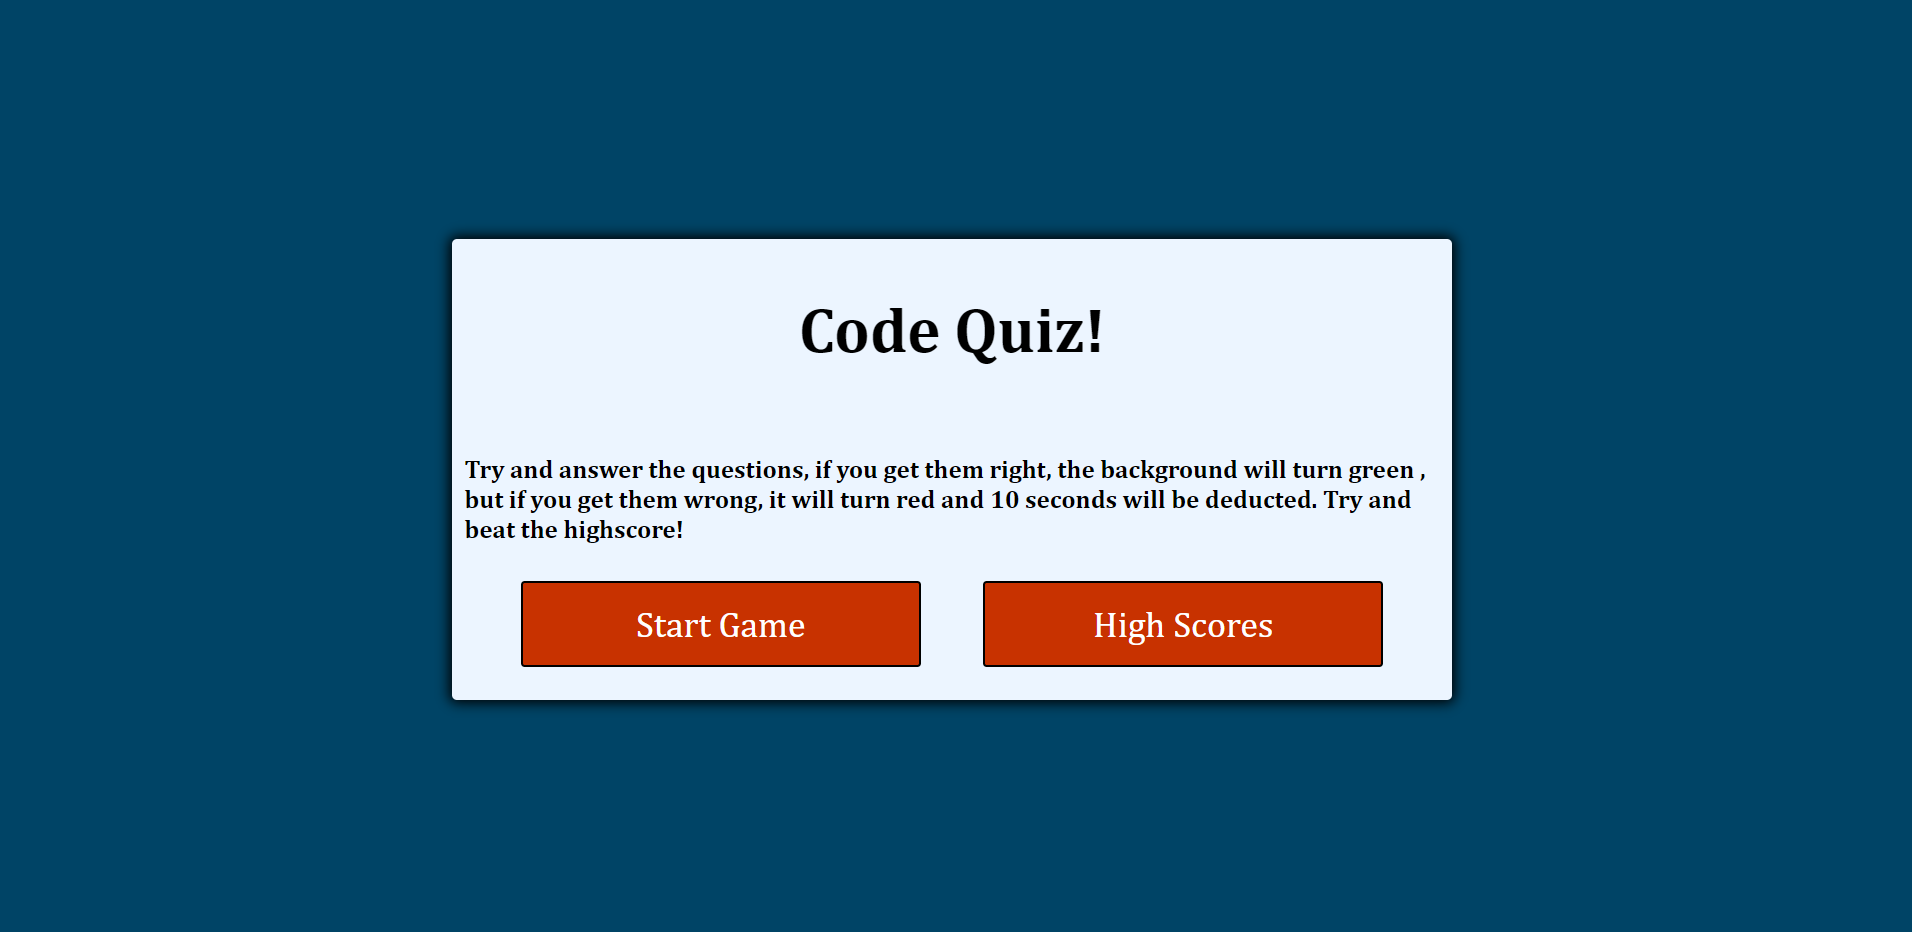 Code Quiz!
Try and answer the questions, if you get them right, the background will turn green ,
but if you get them wrong, it will turn red and 10 seconds will be deducted. Try and
beat the highscore!
Start Game
High Scores